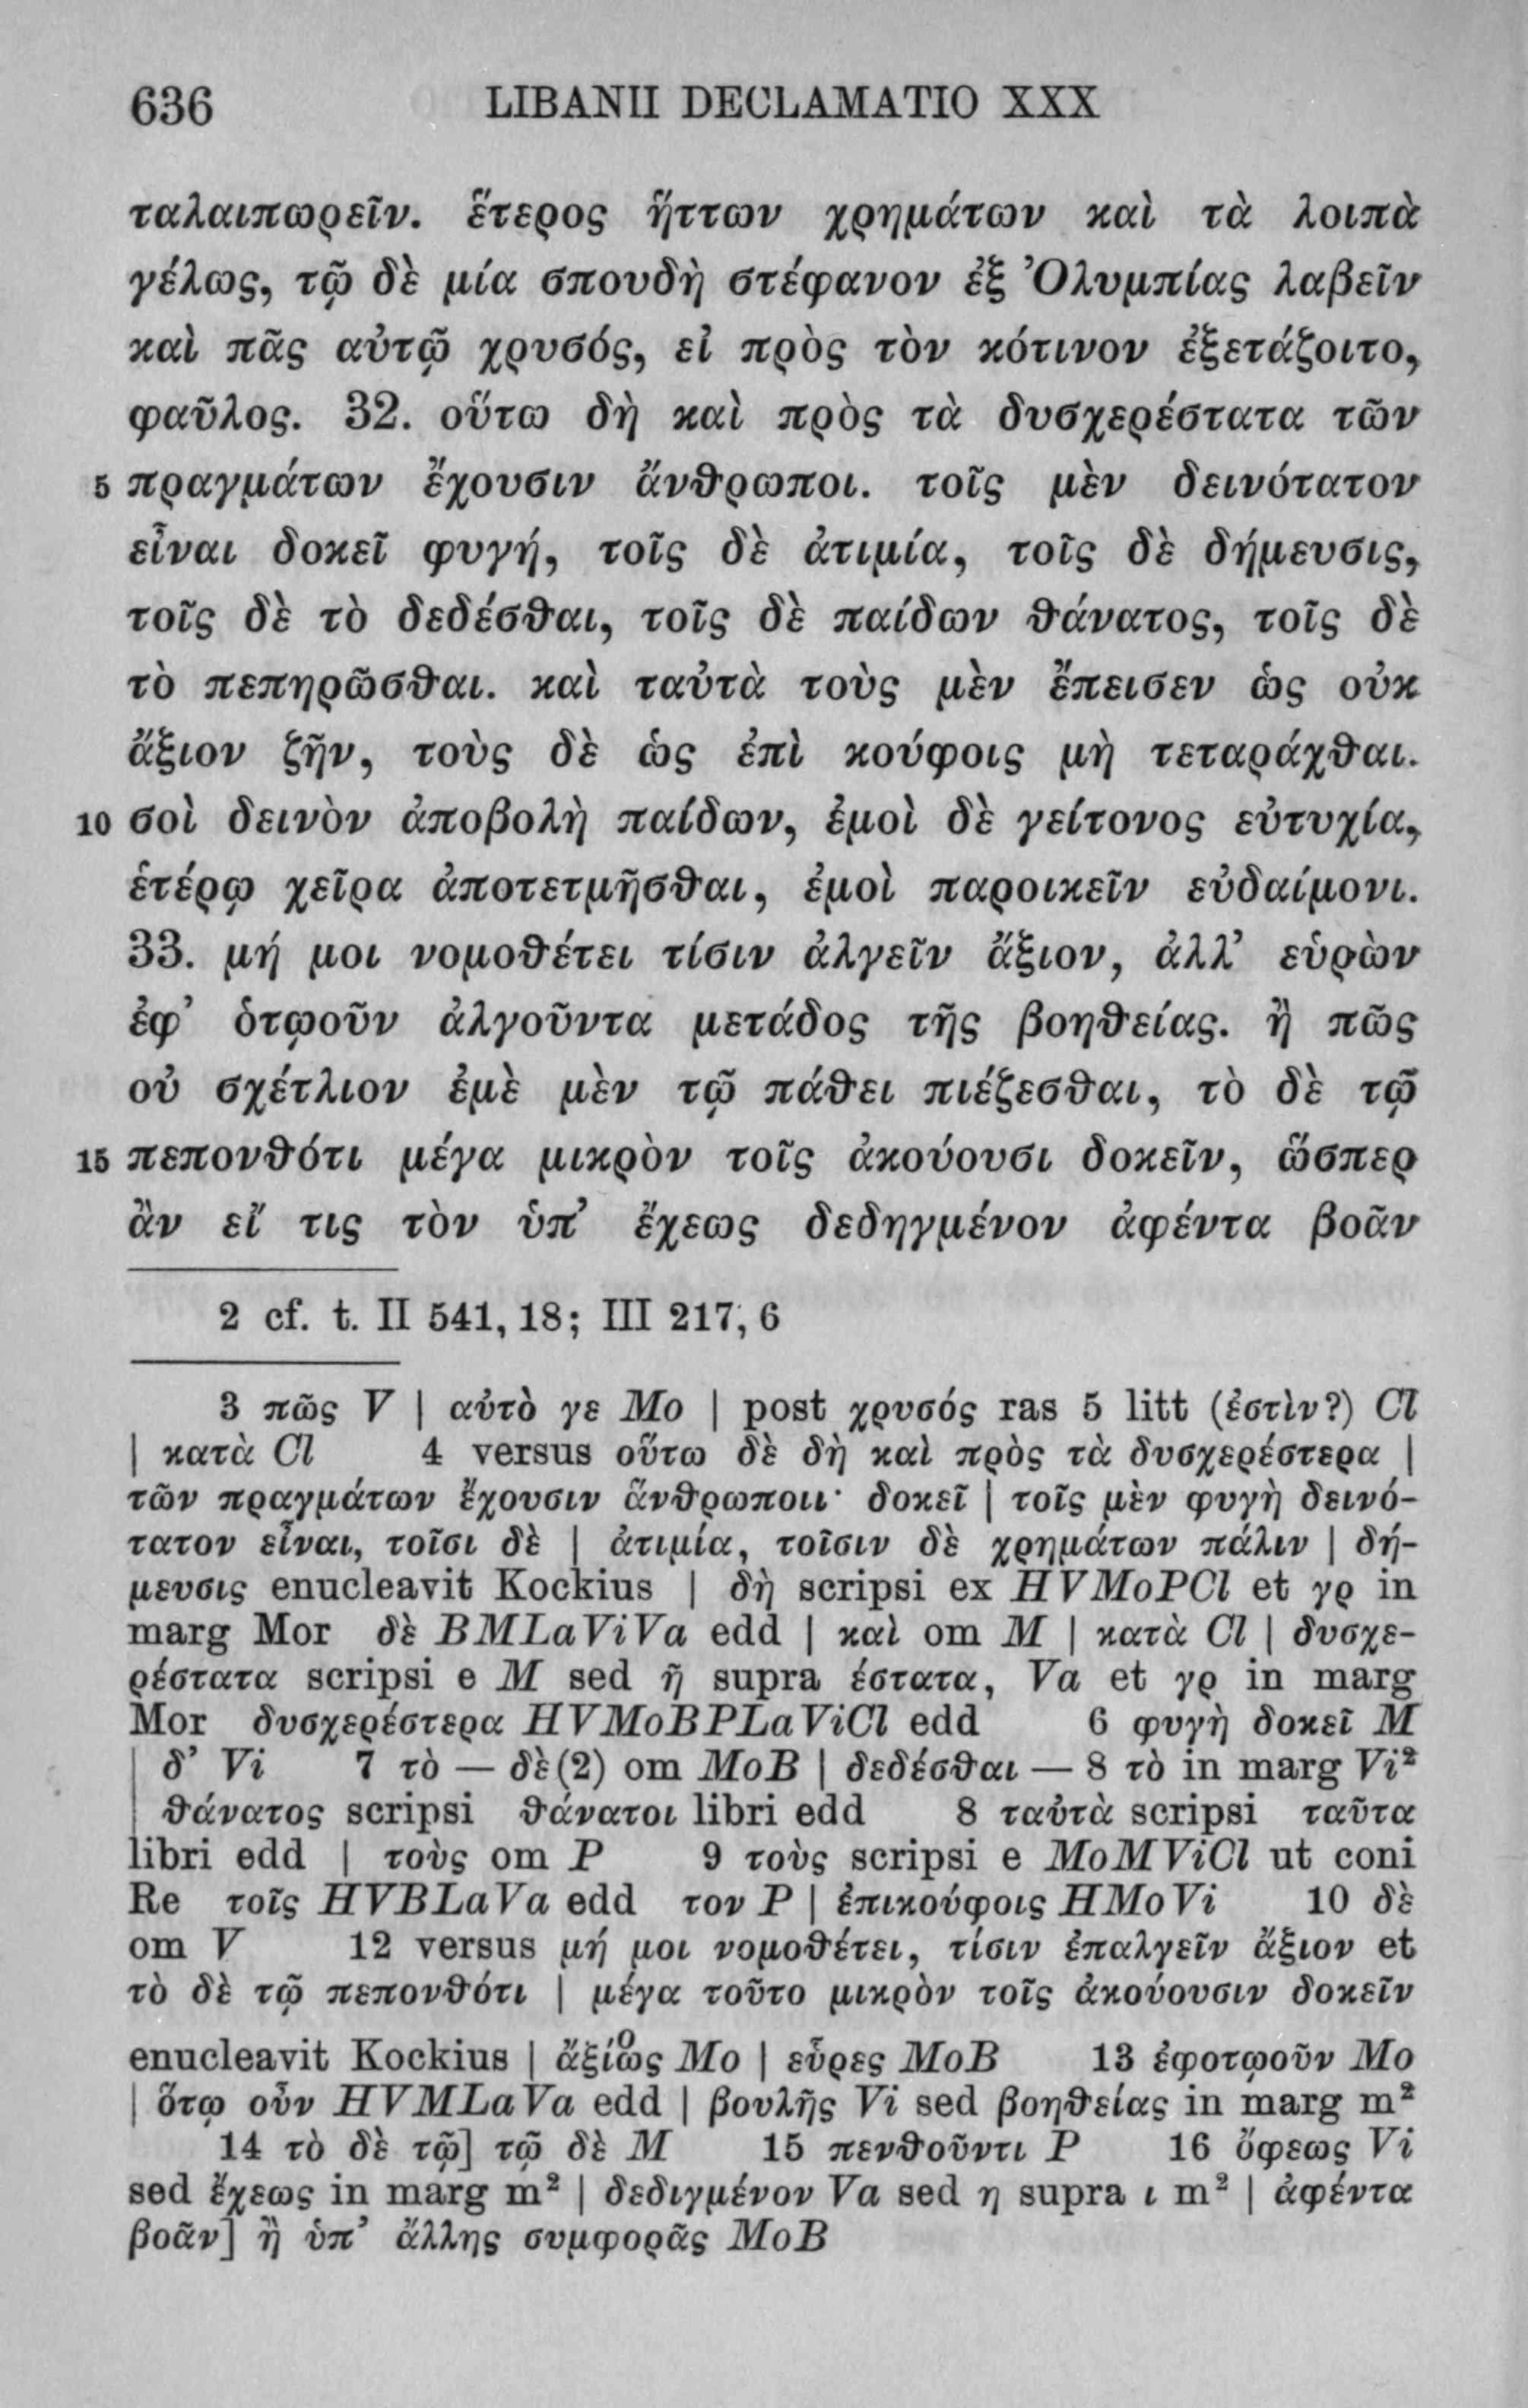 636 LIBANII DECLAMATIO XXX
ταλαιπωρεῖν. ἕτερος ἥττων χρημάτων καὶ τὰ λοιπὰ
γέλως, τῷ δὲ μία σπουδὴ στέφανον ἐξ Ὀλυμπίας λαβεῖν
καὶ πᾶς αὐτῷ χρυσός, εἰ πρὸς τὸν κότινον ἐξετάζοιτο,
φαῦλος. 32. οὕτω δὴ καὶ πρὸς τὰ δυσχερέστατα τῶν
5 πραγμάτων ἔχουσιν ἄνθρωποι. τοῖς μὲν δεινότατον
εἶναι δοκεῖ φυγή, τοῖς δὲ ἀτιμία, τοῖς δὲ δήμευσις,
τοῖς δὲ τὸ δεδέσθαι, τοῖς δὲ παίδων θάνατος, τοῖς δὲ
τὸ πεπηρῶσθαι. καὶ ταὐτὰ τοὺς μὲν ἔπεισεν ὡς οὐκ
ἄξιον ζῆν, τοὺς δὲ ὡς ἐπὶ κούφοις μὴ τεταράχθαι.
10 σοὶ δεινὸν ἀποβολὴ παίδων, ἐμοὶ δὲ γείτονος εὐτυχία,
ἑτέρῳ χεῖρα ἀποτετμῆσθαι, ἐμοὶ παροικεῖν εὐδαίμονι.
33. μή μοι νομοθέτει τίσιν ἀλγεῖν ἄξιον, ἀλλ’ εὑρὼν
ἐφ’ ὁτῳοῦν ἀλγοῦντα μετάδος τῆς βοηθείας. ἢ πῶς
οὐ σχέτλιον ἐμὲ μὲν τῷ πάθει πιέζεσθαι, τὸ δὲ τῷ
15 πεπονθότι μέγα μικρὸν τοῖς ἀκούουσι δοκεῖν, ὥσπερ
ἂν εἴ τις τὸν ὑπ’ ἔχεως δεδηγμένον ἀφέντα βοᾶν
2 cf. t. II 541, 18; III 217, 6
3 πῶς V | αὐτὸ γε Mo | post χρυσός ras 5 litt (ἐστὶν?) Cl
| κατὰ Cl 4 versus οὕτω δὲ δὴ καὶ πρὸς τὰ δυσχερέστερα |
τῶν πραγμάτων ἔχουσιν ἄνθρωποι· δοκεῖ | τοῖς μὲν φυγὴ δεινό-
τατον εἶναι, τοῖσι δὲ | ἀτιμία, τοῖσιν δὲ χρημάτων πάλιν | δή-
μευσις enucleavit Kockius | δὴ scripsi ex HVMoPCl et γρ in
marg Mor δὲ BMLaViVa edd | καὶ om M | κατὰ Cl | δυσχε-
ρέστατα scripsi e M sed ῆ supra έστατα, Va et γρ in marg
Mor δυσχερέστερα HVMoBPLaViCl edd 6 φυγὴ δοκεῖ M
| δ’ Vi 7 τὸ — δὲ(2) om MoB | δεδέσθαι — 8 τὸ in marg Vi²
| θάνατος scripsi θάνατοι libri edd 8 ταὐτὰ scripsi ταῦτα
libri edd | τοὺς om P 9 τοὺς scripsi e MoMViCl ut coni
Re τοῖς HVBLaVa edd τον P | ἐπικούφοις HMoVi 10 δὲ
om V 12 versus μή μοι νομοθέτει, τίσιν ἐπαλγεῖν ἄξιον et
τὸ δὲ τῷ πεπονθότι | μέγα τοῦτο μικρὸν τοῖς ἀκούουσιν δοκεῖν
enucleavit Kockius | ἄξίως Mo | εὗρες MoB 13 ἐφοτῳοῦν Mo
| ὅτῳ οὖν HVMLaVa edd | βουλῆς Vi sed βοηθείας in marg m²
14 τὸ δὲ τῷ] τῷ δὲ M 15 πενθοῦντι P 16 ὄφεως Vi
sed ἔχεως in marg m² | δεδιγμένον Va sed η supra ι m² | ἀφέντα
βοᾶν] ἢ ὑπ’ ἄλλης συμφορᾶς MoB